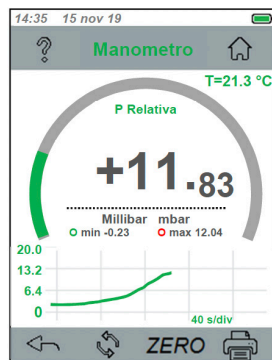 14:35 15 nov 19
?
Manometro
T=21.3 °C
P Relativa
+11.83
Millibar mbar
min -0.23 max 12.04
20.0
13.2
6.4
0
40 s/div
ZERO